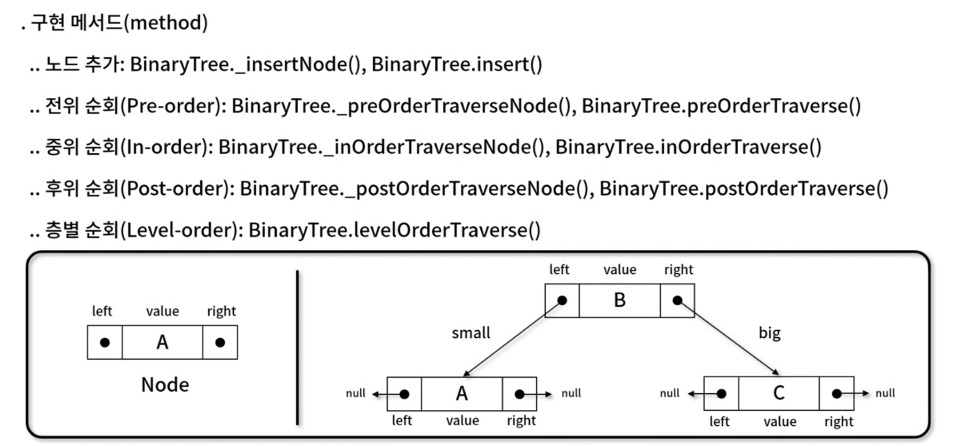 . 구현 메서드(method)
.. 노드 추가: BinaryTree._insertNode(), BinaryTree.insert()
.. 전위 순회(Pre-order): BinaryTree._preOrderTraverseNode(), BinaryTree.preOrderTraverse()
.. 중위 순회(In-order): BinaryTree._inOrderTraverseNode(), BinaryTree.inOrderTraverse()
.. 후위 순회(Post-order): BinaryTree._postOrderTraverseNode(), BinaryTree.postOrderTraverse()
.. 층별 순회(Level-order): BinaryTree.levelOrderTraverse()
left value right
A
Node
left value right
B
small big
null A null
left value right
null C null
left value right